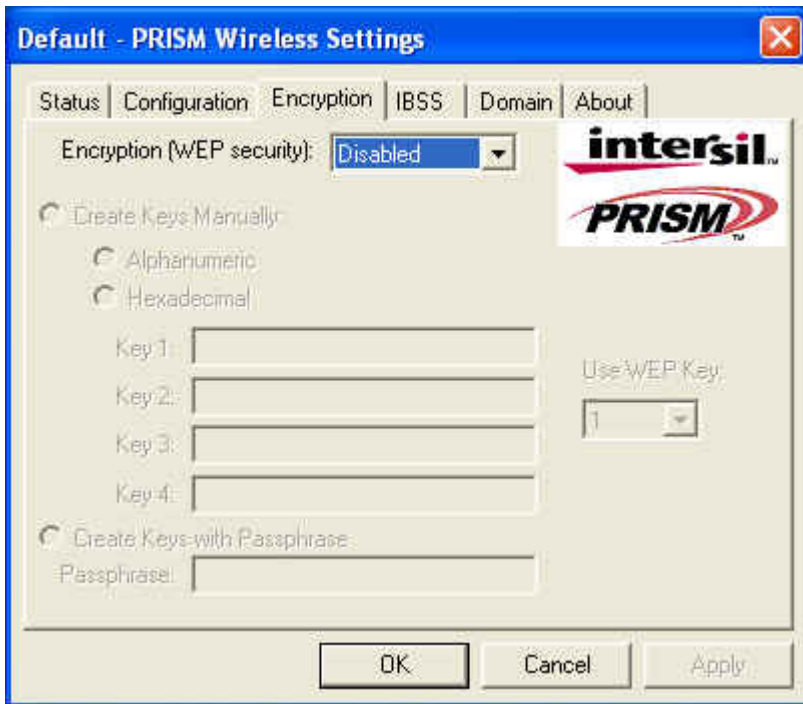 Default - PRISM Wireless Settings
Status Configuration Encryption IBSS Domain About
Encryption (WEP security): Disabled
intersil™
PRISM™
Create Keys Manually
Alphanumeric
Hexadecimal
Key 1:
Key 2:
Key 3:
Key 4:
Use WEP Key:
1
Create Keys with Passphrase
Passphrase:
OK Cancel Apply